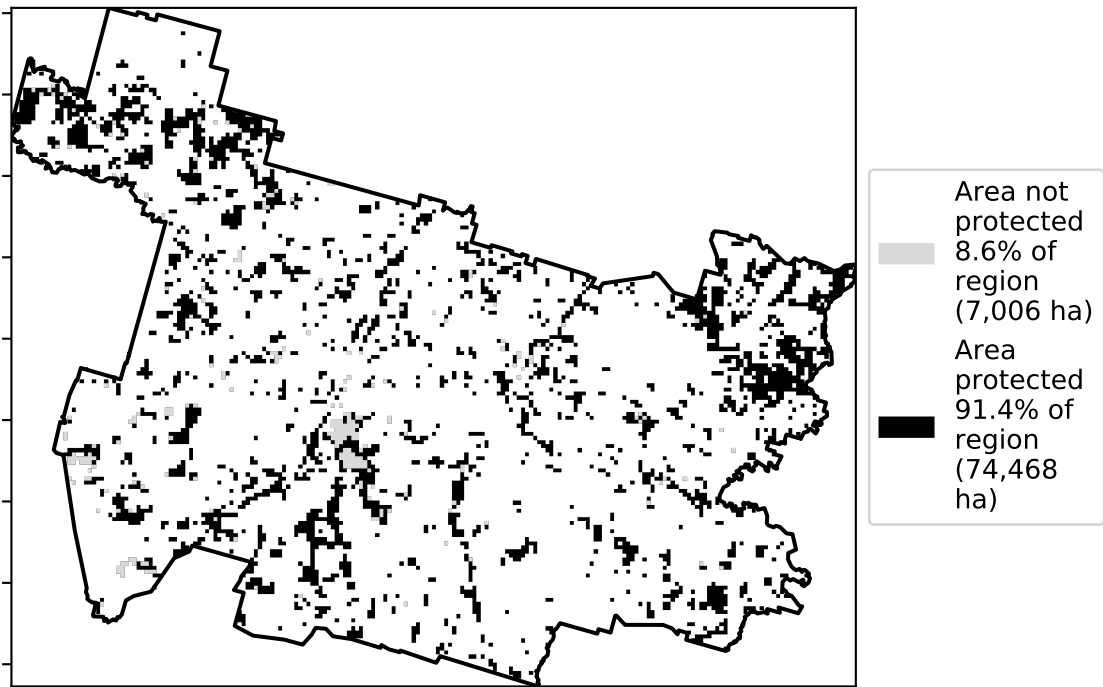 Area not
protected
8.6% of
region
(7,006 ha)
Area
protected
91.4% of
region
(74,468
ha)